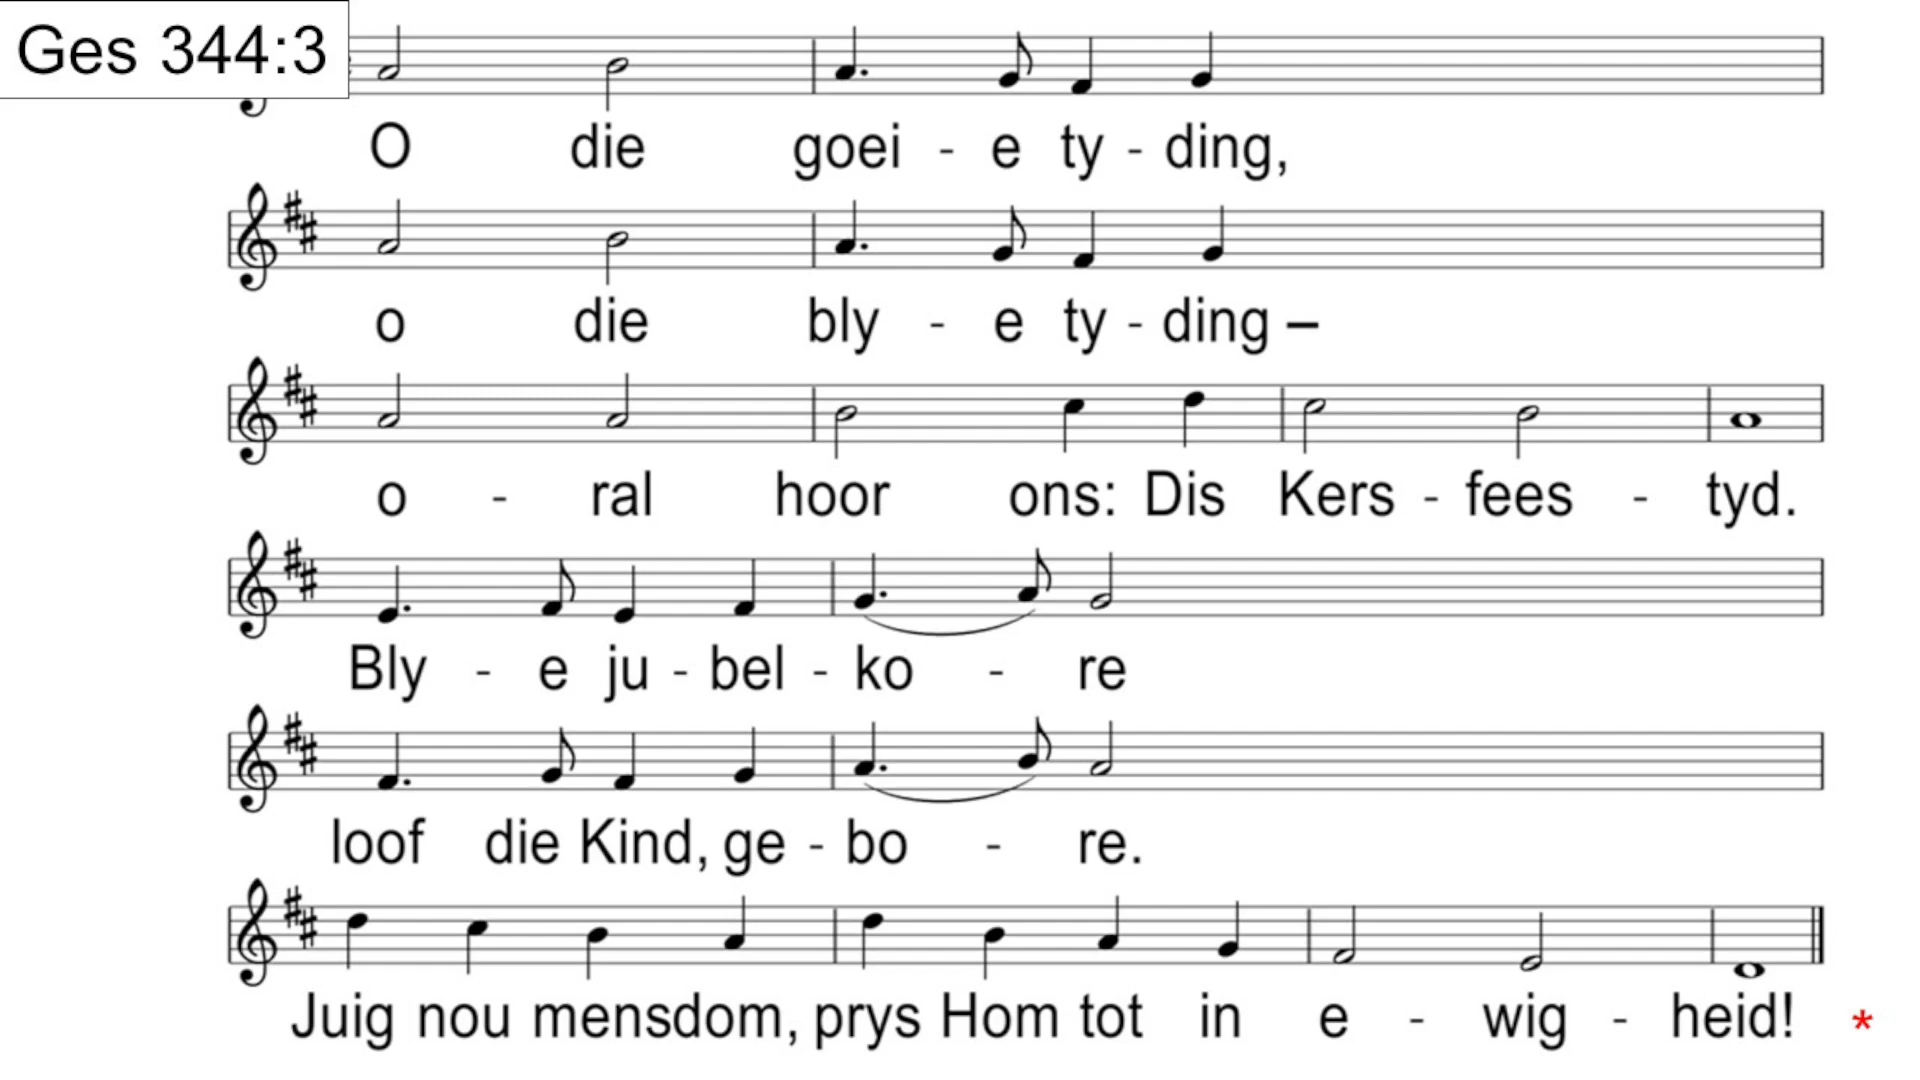 Ges 344:3
O die goei - e ty - ding,
o die bly - e ty - ding –
o - ral hoor ons: Dis Kers - fees - tyd.
Bly - e ju - bel - ko - re
loof die Kind, ge - bo - re.
Juig nou mensdom, prys Hom tot in e - wig - heid! *